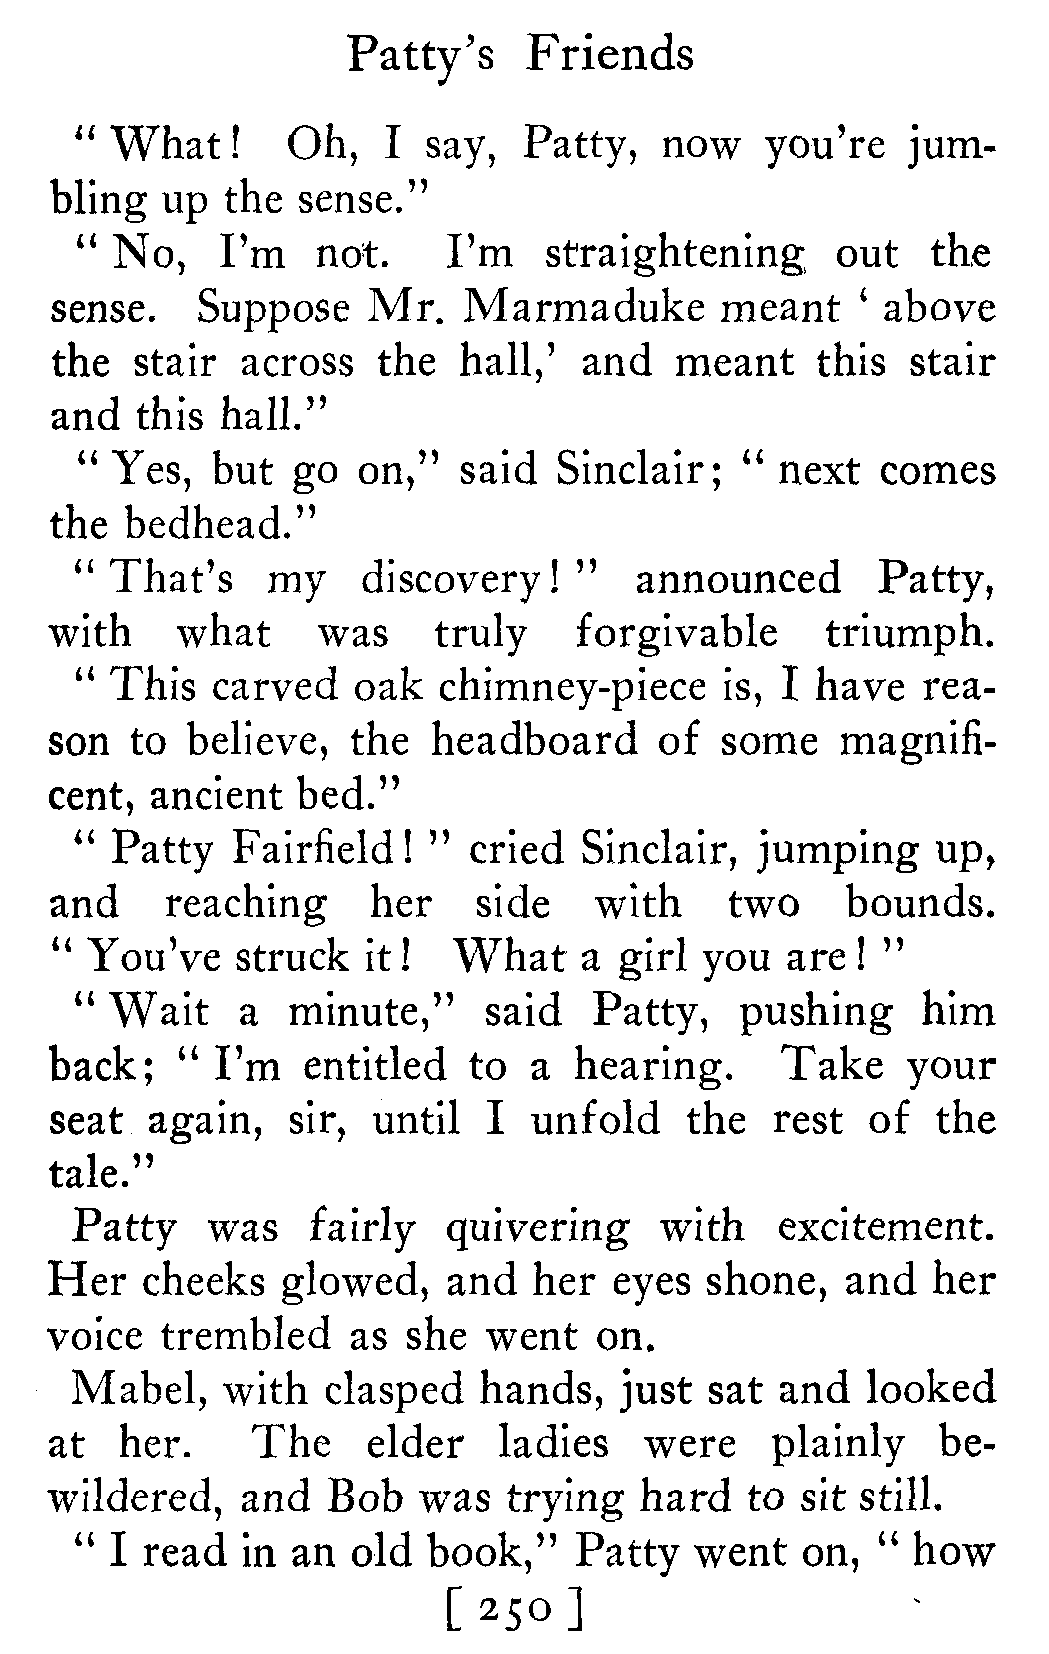 Patty's Friends
" What! Oh, I say, Patty, now you're jum-
bling up the sense."
" No, I'm not. I'm straightening out the
sense. Suppose Mr. Marmaduke meant ' above
the stair across the hall,' and meant this stair
and this hall."
" Yes, but go on," said Sinclair; " next comes
the bedhead."
" That's my discovery! " announced Patty,
with what was truly forgivable triumph.
" This carved oak chimney-piece is, I have rea-
son to believe, the headboard of some magnifi-
cent, ancient bed."
" Patty Fairfield! " cried Sinclair, jumping up,
and reaching her side with two bounds.
" You've struck it! What a girl you are! "
" Wait a minute," said Patty, pushing him
back; " I'm entitled to a hearing. Take your
seat again, sir, until I unfold the rest of the
tale."
Patty was fairly quivering with excitement.
Her cheeks glowed, and her eyes shone, and her
voice trembled as she went on.
Mabel, with clasped hands, just sat and looked
at her. The elder ladies were plainly be-
wildered, and Bob was trying hard to sit still.
" I read in an old book," Patty went on, " how
[ 250 ]